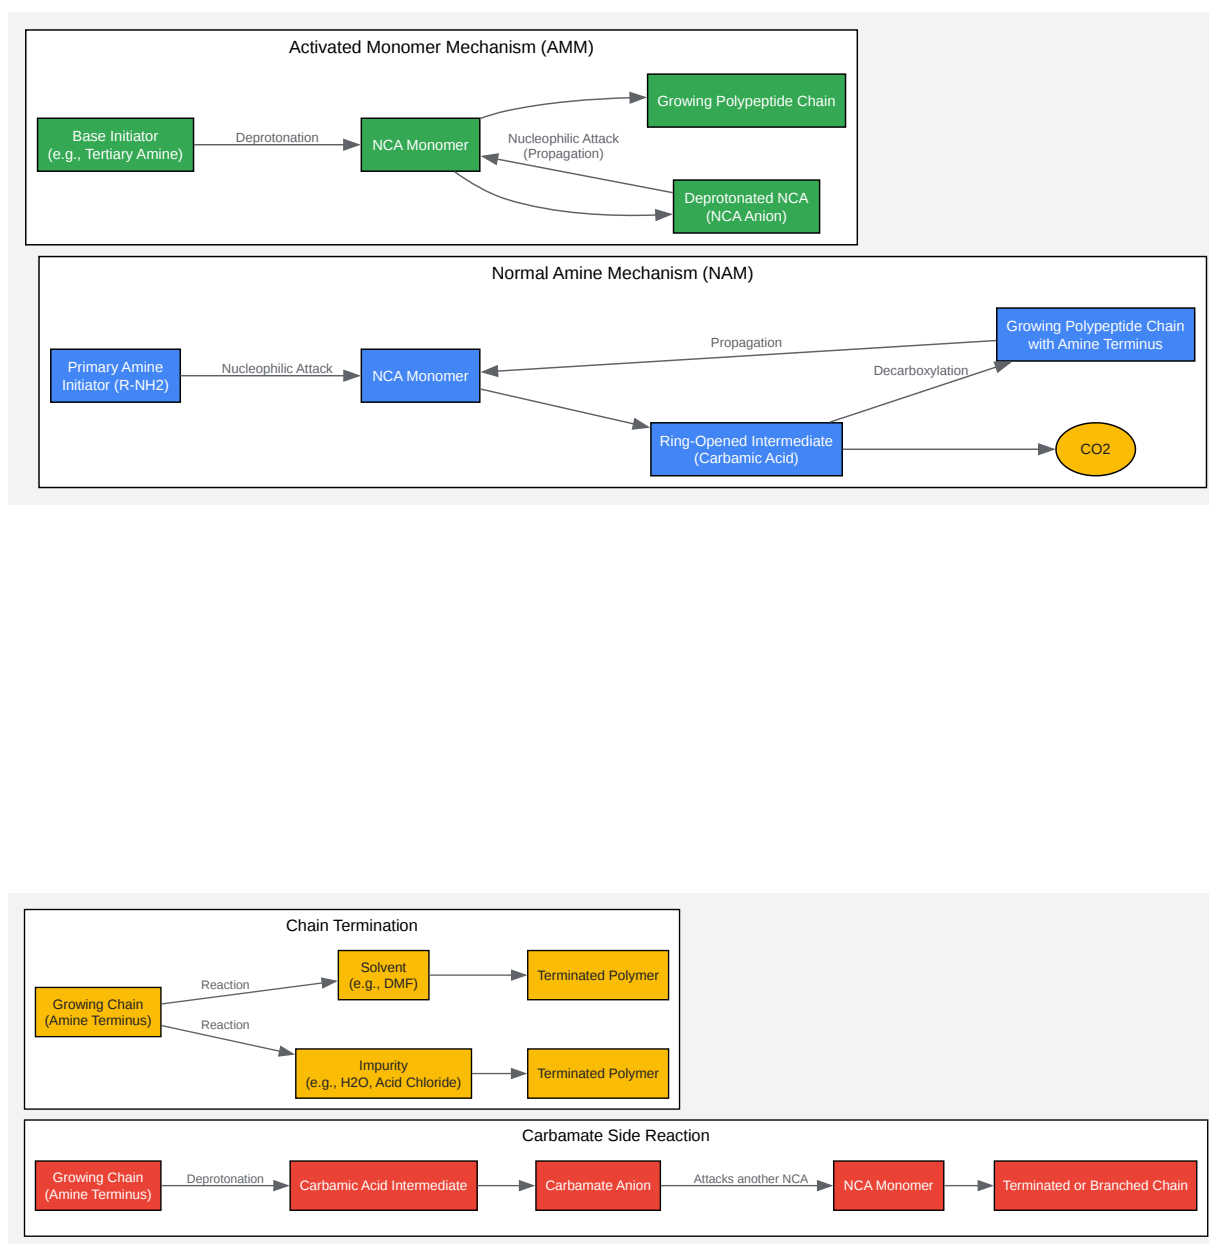 Activated Monomer Mechanism (AMM)
Base Initiator
(e.g., Tertiary Amine)
Deprotonation
NCA Monomer
Growing Polypeptide Chain
Nucleophilic Attack
(Propagation)
Deprotonated NCA
(NCA Anion)
Normal Amine Mechanism (NAM)
Primary Amine
Initiator (R-NH2)
Nucleophilic Attack
NCA Monomer
Propagation
Growing Polypeptide Chain
with Amine Terminus
Decarboxylation
Ring-Opened Intermediate
(Carbamic Acid)
CO2
Chain Termination
Growing Chain
(Amine Terminus)
Reaction
Solvent
(e.g., DMF)
Terminated Polymer
Reaction
Impurity
(e.g., H2O, Acid Chloride)
Terminated Polymer
Carbamate Side Reaction
Growing Chain
(Amine Terminus)
Deprotonation
Carbamic Acid Intermediate
Carbamate Anion
Attacks another NCA
NCA Monomer
Terminated or Branched Chain